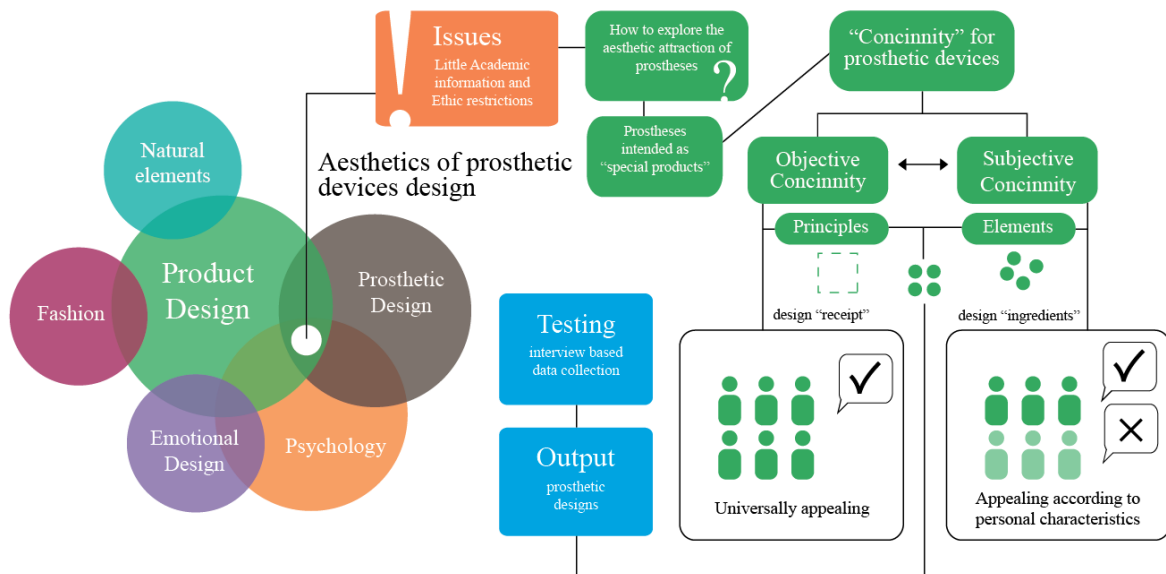 Issues
Little Academic
information and
Ethic restrictions
How to explore the
aesthetic attraction of
prostheses
?
Prostheses
intended as
“special products”
“Concinnity” for
prosthetic devices
Objective
Concinnity
Subjective
Concinnity
Principles
Elements
design “receipt”
design “ingredients”
Universally appealing
Appealing according to
personal characteristics
Aesthetics of prosthetic
devices design
Natural
elements
Product
Design
Prosthetic
Design
Fashion
Emotional
Design
Psychology
Testing
interview based
data collection
Output
prosthetic
designs